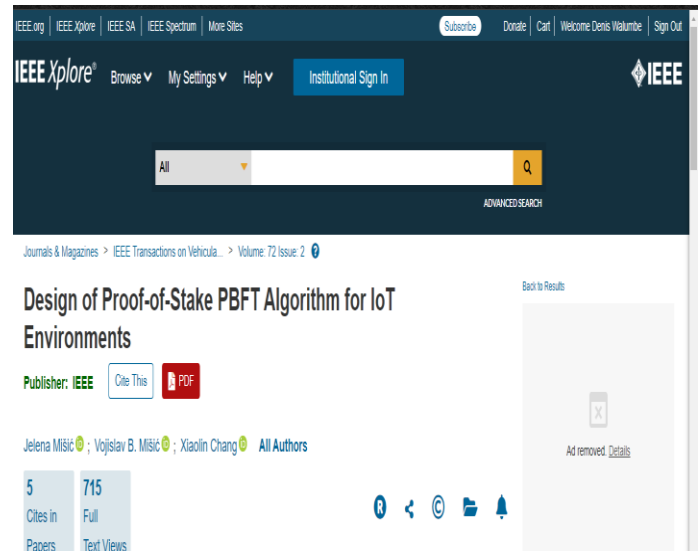 IEEE.org | IEEE Xplore | IEEE SA | IEEE Spectrum | More Sites Subscribe Donate | Cart | Welcome Denis Walumbe | Sign Out
IEEE Xplore® Browse My Settings Help Institutional Sign In IEEE
All
ADVANCED SEARCH
Journals & Magazines > IEEE Transactions on Vehicula... > Volume: 72 Issue: 2 ?
Back to Results
Design of Proof-of-Stake PBFT Algorithm for IoT
Environments
Publisher: IEEE Cite This PDF
Ad removed. Details
Jelena Mišić iD ; Vojislav B. Mišić iD ; Xiaolin Chang iD All Authors
5 715
R ©
Cites in Full
Papers Text Views